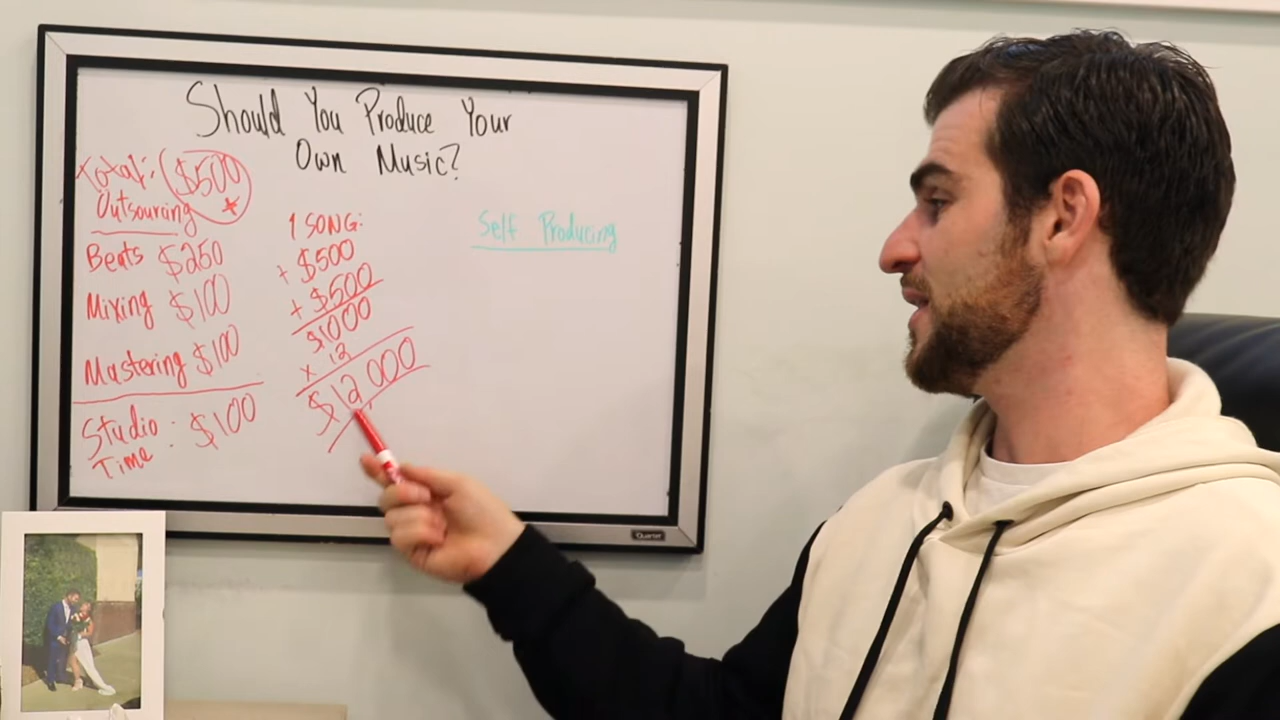 Should You Produce Your
Own Music?
Total: $500
Outsourcing *
Beats $250
Mixing $100
Mastering $100
Studio : $100
Time
1 SONG:
+ $500
+ $500
$1000
x 12
$12,000
Self Producing
Quartet